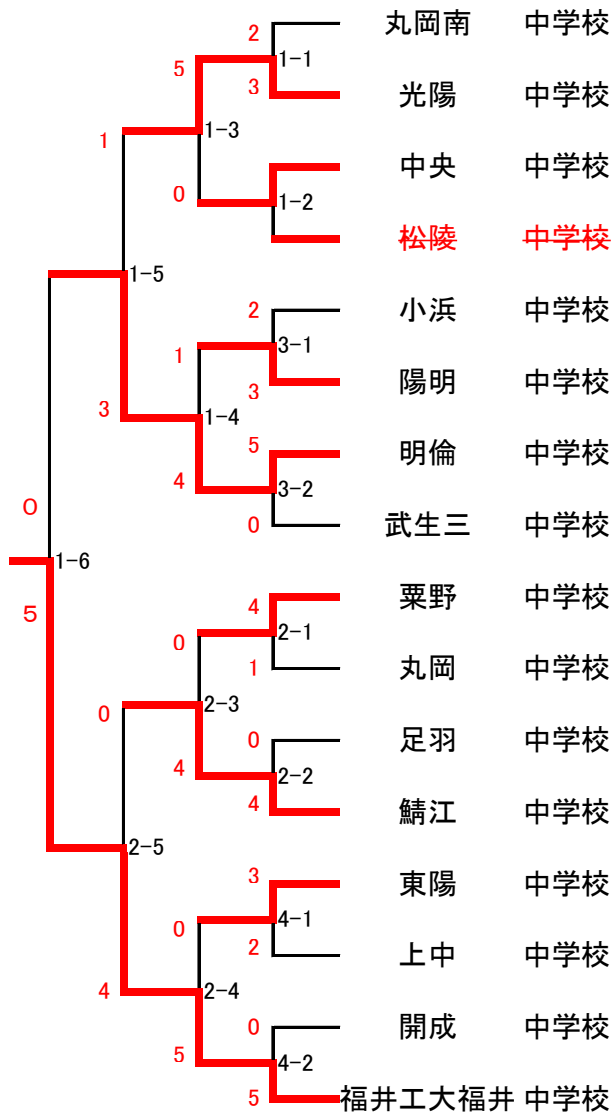 2 丸岡南 中学校
1-1
5
3 光陽 中学校
1 1-3
中央 中学校
0 1-2
松陵 中学校
1-5
2 小浜 中学校
1 3-1
3 陽明 中学校
3 1-4
5 明倫 中学校
4 3-2
0 武生三 中学校
0
1-6
4 粟野 中学校
5
0 2-1
1 丸岡 中学校
0 2-3
0 足羽 中学校
4 2-2
4 鯖江 中学校
2-5
3 東陽 中学校
0 4-1
2 上中 中学校
4 2-4
0 開成 中学校
5 4-2
5 福井工大福井 中学校